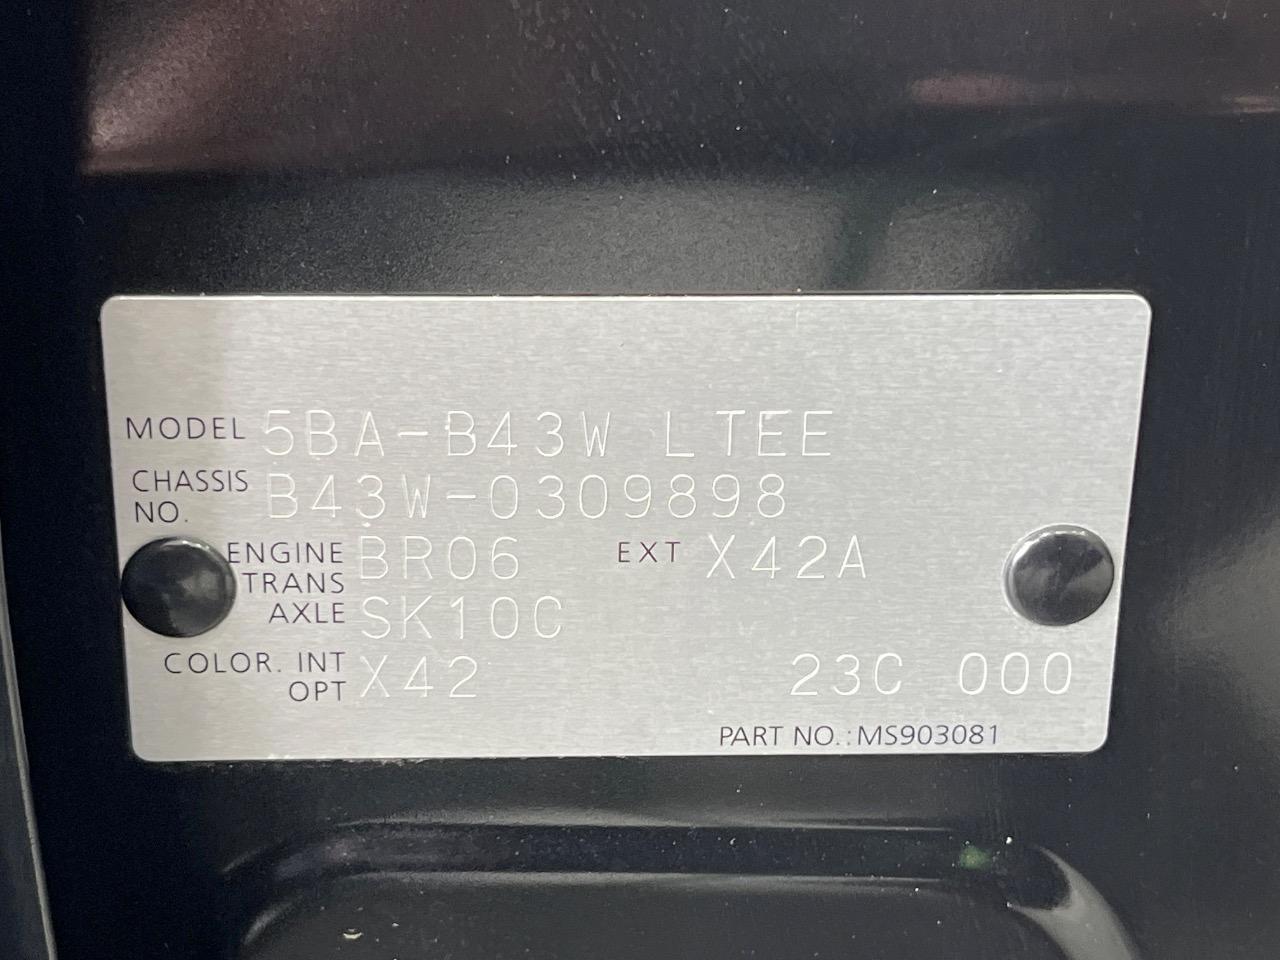 MODEL 5BA-B43W LTEE
CHASSIS NO. B43W-0309898
ENGINE BR06 EXT X42A
TRANS AXLE SK10C
COLOR. INT OPT X42 23C 000
PART NO.:MS903081